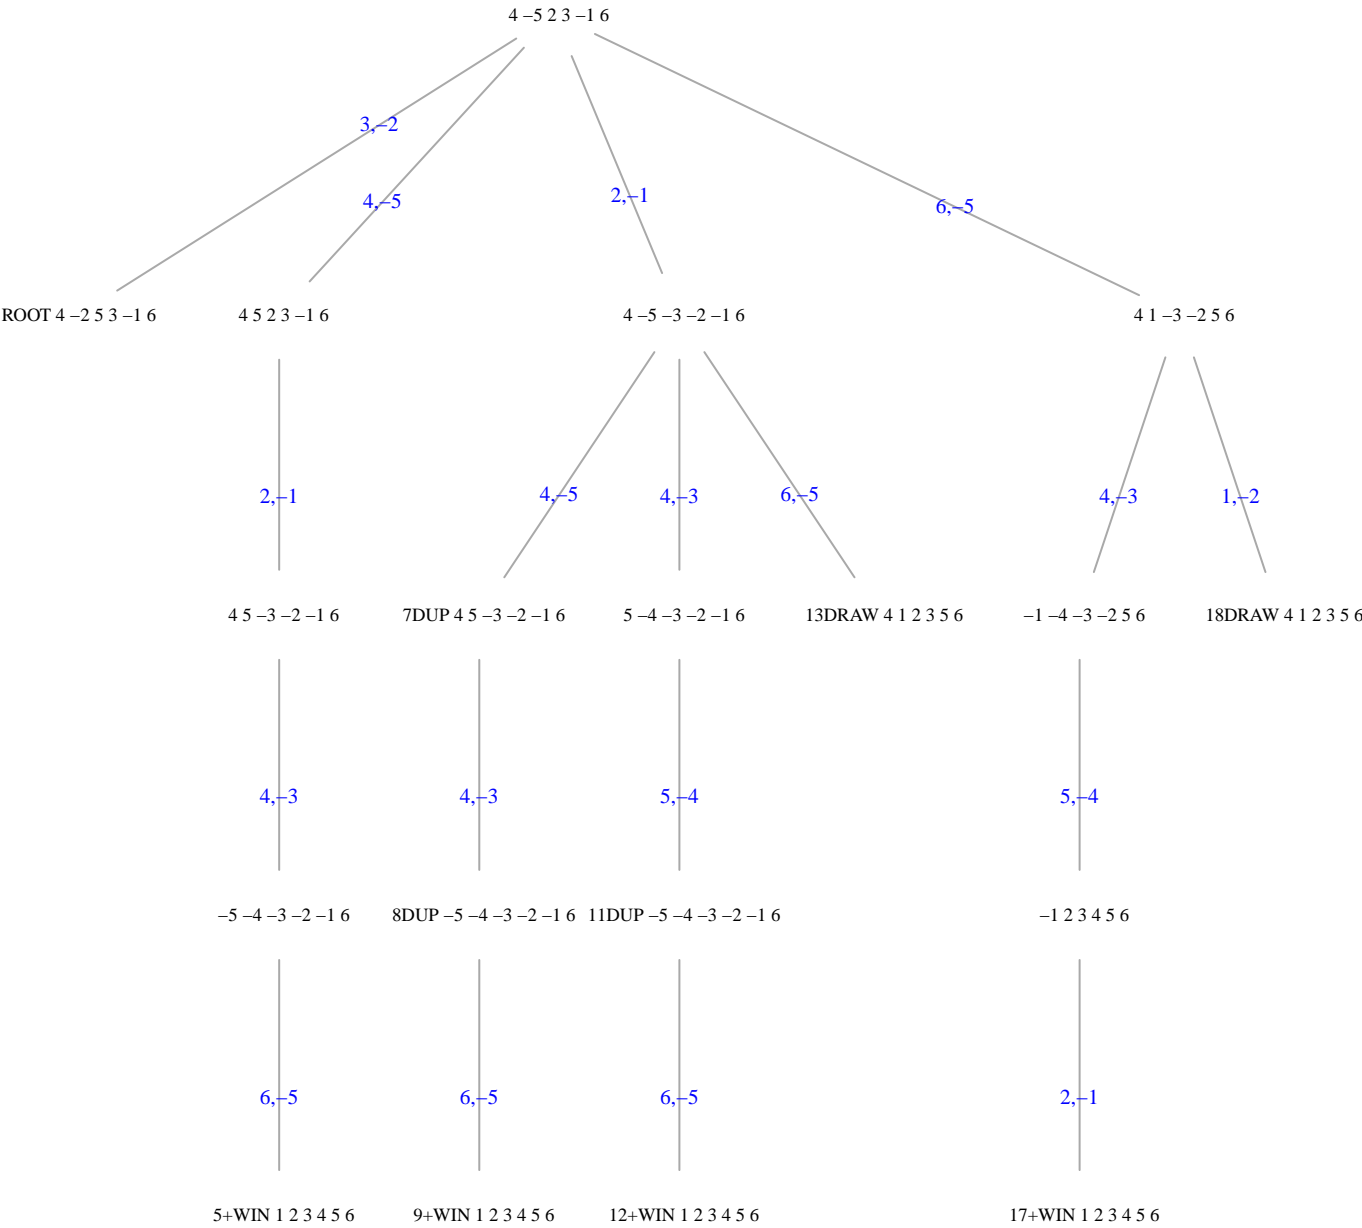 4 –5 2 3 –1 6
3,–2
4,–5
2,–1
6,–5
ROOT 4 –2 5 3 –1 6
4 5 2 3 –1 6
4 –5 –3 –2 –1 6
4 1 –3 –2 5 6
2,–1
4,–5
4,–3
6,–5
4,–3
1,–2
4 5 –3 –2 –1 6
7DUP 4 5 –3 –2 –1 6
5 –4 –3 –2 –1 6
13DRAW 4 1 2 3 5 6
–1 –4 –3 –2 5 6
18DRAW 4 1 2 3 5 6
4,–3
4,–3
5,–4
5,–4
–5 –4 –3 –2 –1 6
8DUP –5 –4 –3 –2 –1 6
11DUP –5 –4 –3 –2 –1 6
–1 2 3 4 5 6
6,–5
6,–5
6,–5
2,–1
5+WIN 1 2 3 4 5 6
9+WIN 1 2 3 4 5 6
12+WIN 1 2 3 4 5 6
17+WIN 1 2 3 4 5 6